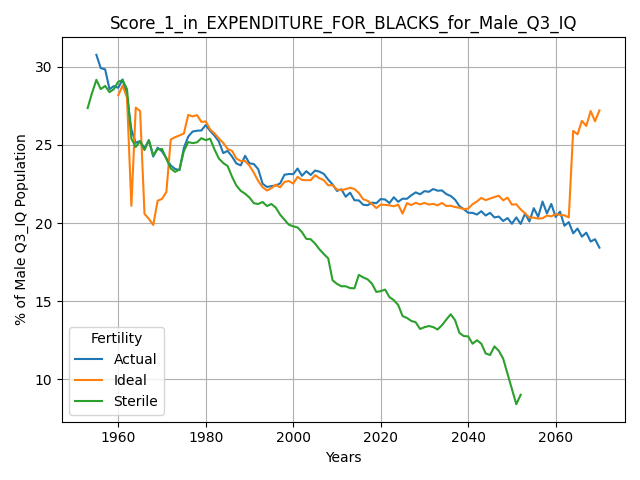 Score_1_in_EXPENDITURE_FOR_BLACKS_for_Male_Q3_IQ
% of Male Q3_IQ Population
30
25
20
15
10
Fertility
Actual
Ideal
Sterile
1960 1980 2000 2020 2040 2060
Years